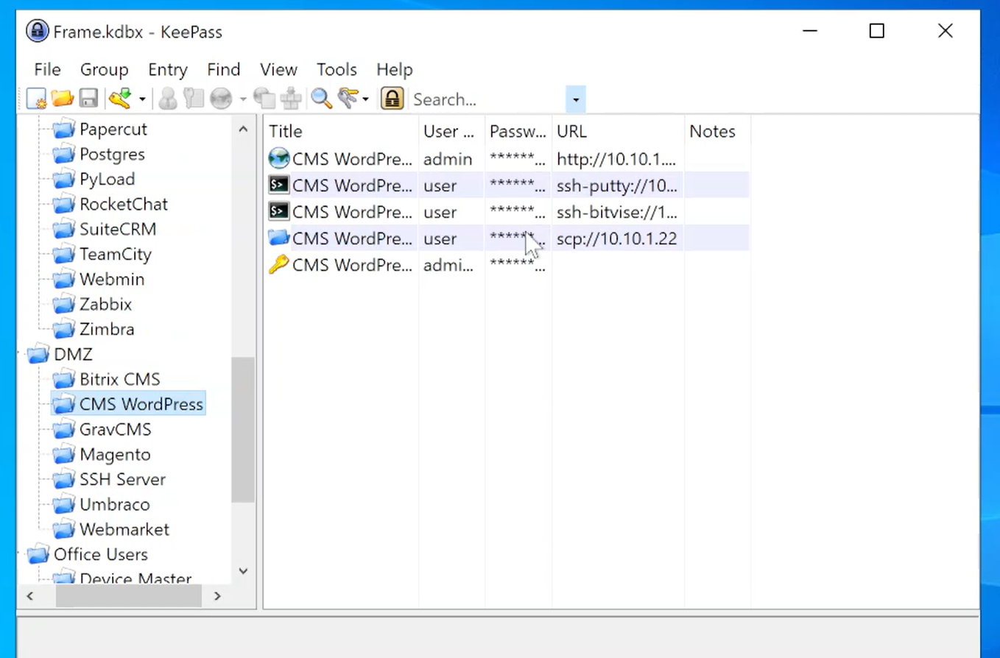 Frame.kdbx - KeePass
File Group Entry Find View Tools Help
Search...
Papercut
Postgres
PyLoad
RocketChat
SuiteCRM
TeamCity
Webmin
Zabbix
Zimbra
DMZ
Bitrix CMS
CMS WordPress
GravCMS
Magento
SSH Server
Umbraco
Webmarket
Office Users
Device Master
Title User ... Passw... URL Notes
CMS WordPre... admin ******... http://10.10.1....
$> CMS WordPre... user ******... ssh-putty://10...
$> CMS WordPre... user ******... ssh-bitvise://1...
CMS WordPre... user ******... scp://10.10.1.22
CMS WordPre... admi... ******...